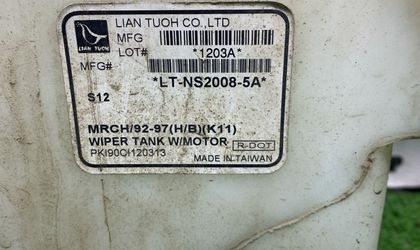 LIAN TUOH CO.,LTD
LIAN TUOH
MFG
LOT# *1203A*
MFG#
*LT-NS2008-5A*
S12
MRCH/92-97(H/B)(K11)
WIPER TANK W/MOTOR R-DOT
PKI90CI120313
MADE IN TAIWAN